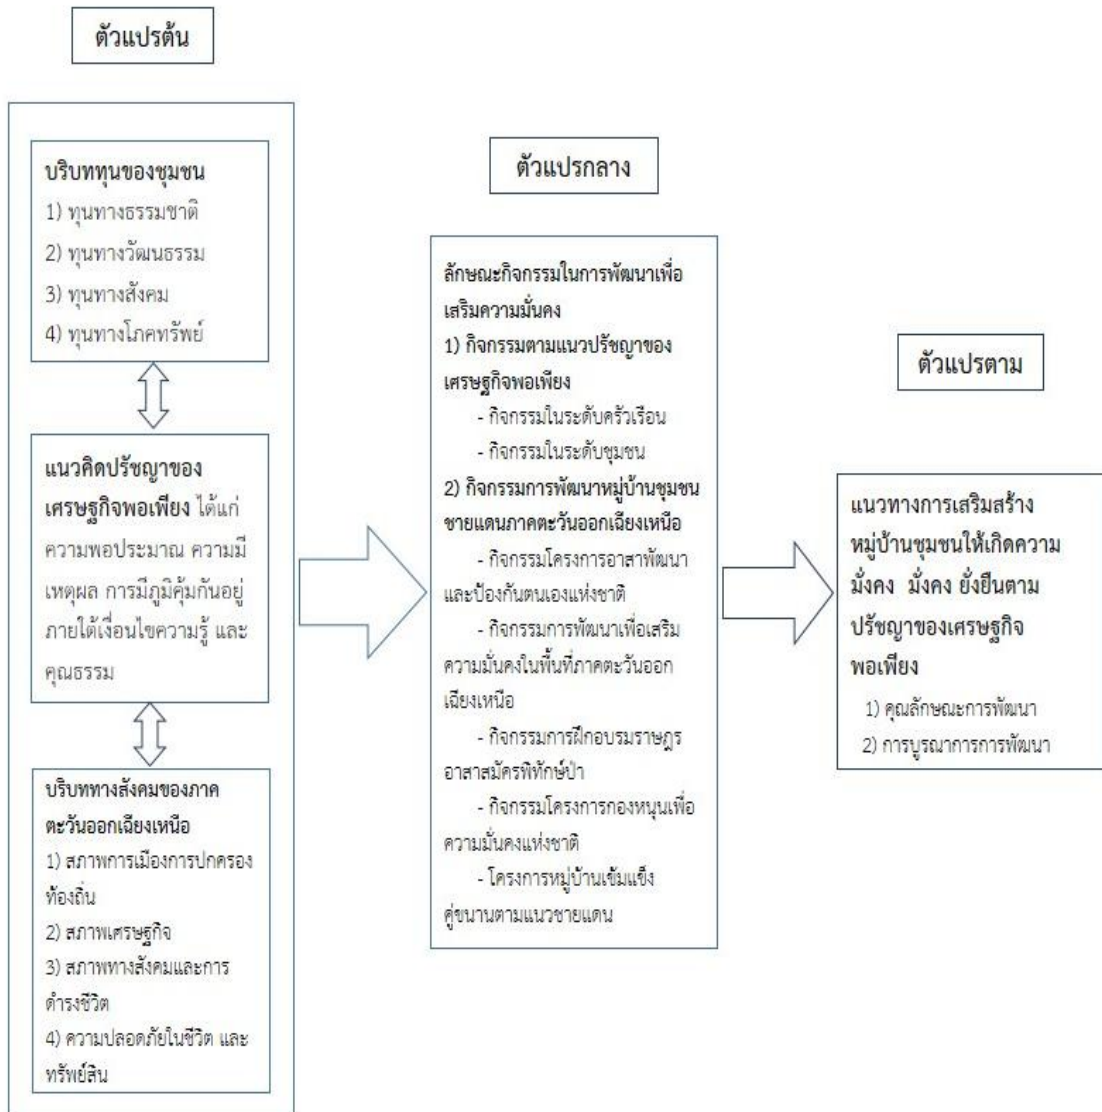 ตัวแปรต้น
บริบททุนของชุมชน
1) ทุนทางธรรมชาติ
2) ทุนทางวัฒนธรรม
3) ทุนทางสังคม
4) ทุนทางโภคทรัพย์
แนวคิดปรัชญาของ
เศรษฐกิจพอเพียง ได้แก่
ความพอประมาณ ความมี
เหตุผล การมีภูมิคุ้มกันอยู่
ภายใต้เงื่อนไขความรู้ และ
คุณธรรม
บริบททางสังคมของภาค
ตะวันออกเฉียงเหนือ
1) สภาพการเมืองการปกครอง
ท้องถิ่น
2) สภาพเศรษฐกิจ
3) สภาพทางสังคมและการ
ดำรงชีวิต
4) ความปลอดภัยในชีวิต และ
ทรัพย์สิน
ตัวแปรกลาง
ลักษณะกิจกรรมในการพัฒนาเพื่อ
เสริมความมั่นคง
1) กิจกรรมตามแนวปรัชญาของ
เศรษฐกิจพอเพียง
- กิจกรรมในระดับครัวเรือน
- กิจกรรมในระดับชุมชน
2) กิจกรรมการพัฒนาหมู่บ้านชุมชน
ชายแดนภาคตะวันออกเฉียงเหนือ
- กิจกรรมโครงการอาสาพัฒนา
และป้องกันตนเองแห่งชาติ
- กิจกรรมการพัฒนาเพื่อเสริม
ความมั่นคงในพื้นที่ภาคตะวันออก
เฉียงเหนือ
- กิจกรรมการฝึกอบรมราษฎร
อาสาสมัครพิทักษ์ป่า
- กิจกรรมโครงการกองหนุนเพื่อ
ความมั่นคงแห่งชาติ
- โครงการหมู่บ้านเข้มแข็ง
คู่ขนานตามแนวชายแดน
ตัวแปรตาม
แนวทางการเสริมสร้าง
หมู่บ้านชุมชนให้เกิดความ
มั่งคง มั่งคง ยั่งยืนตาม
ปรัชญาของเศรษฐกิจ
พอเพียง
1) คุณลักษณะการพัฒนา
2) การบูรณาการการพัฒนา